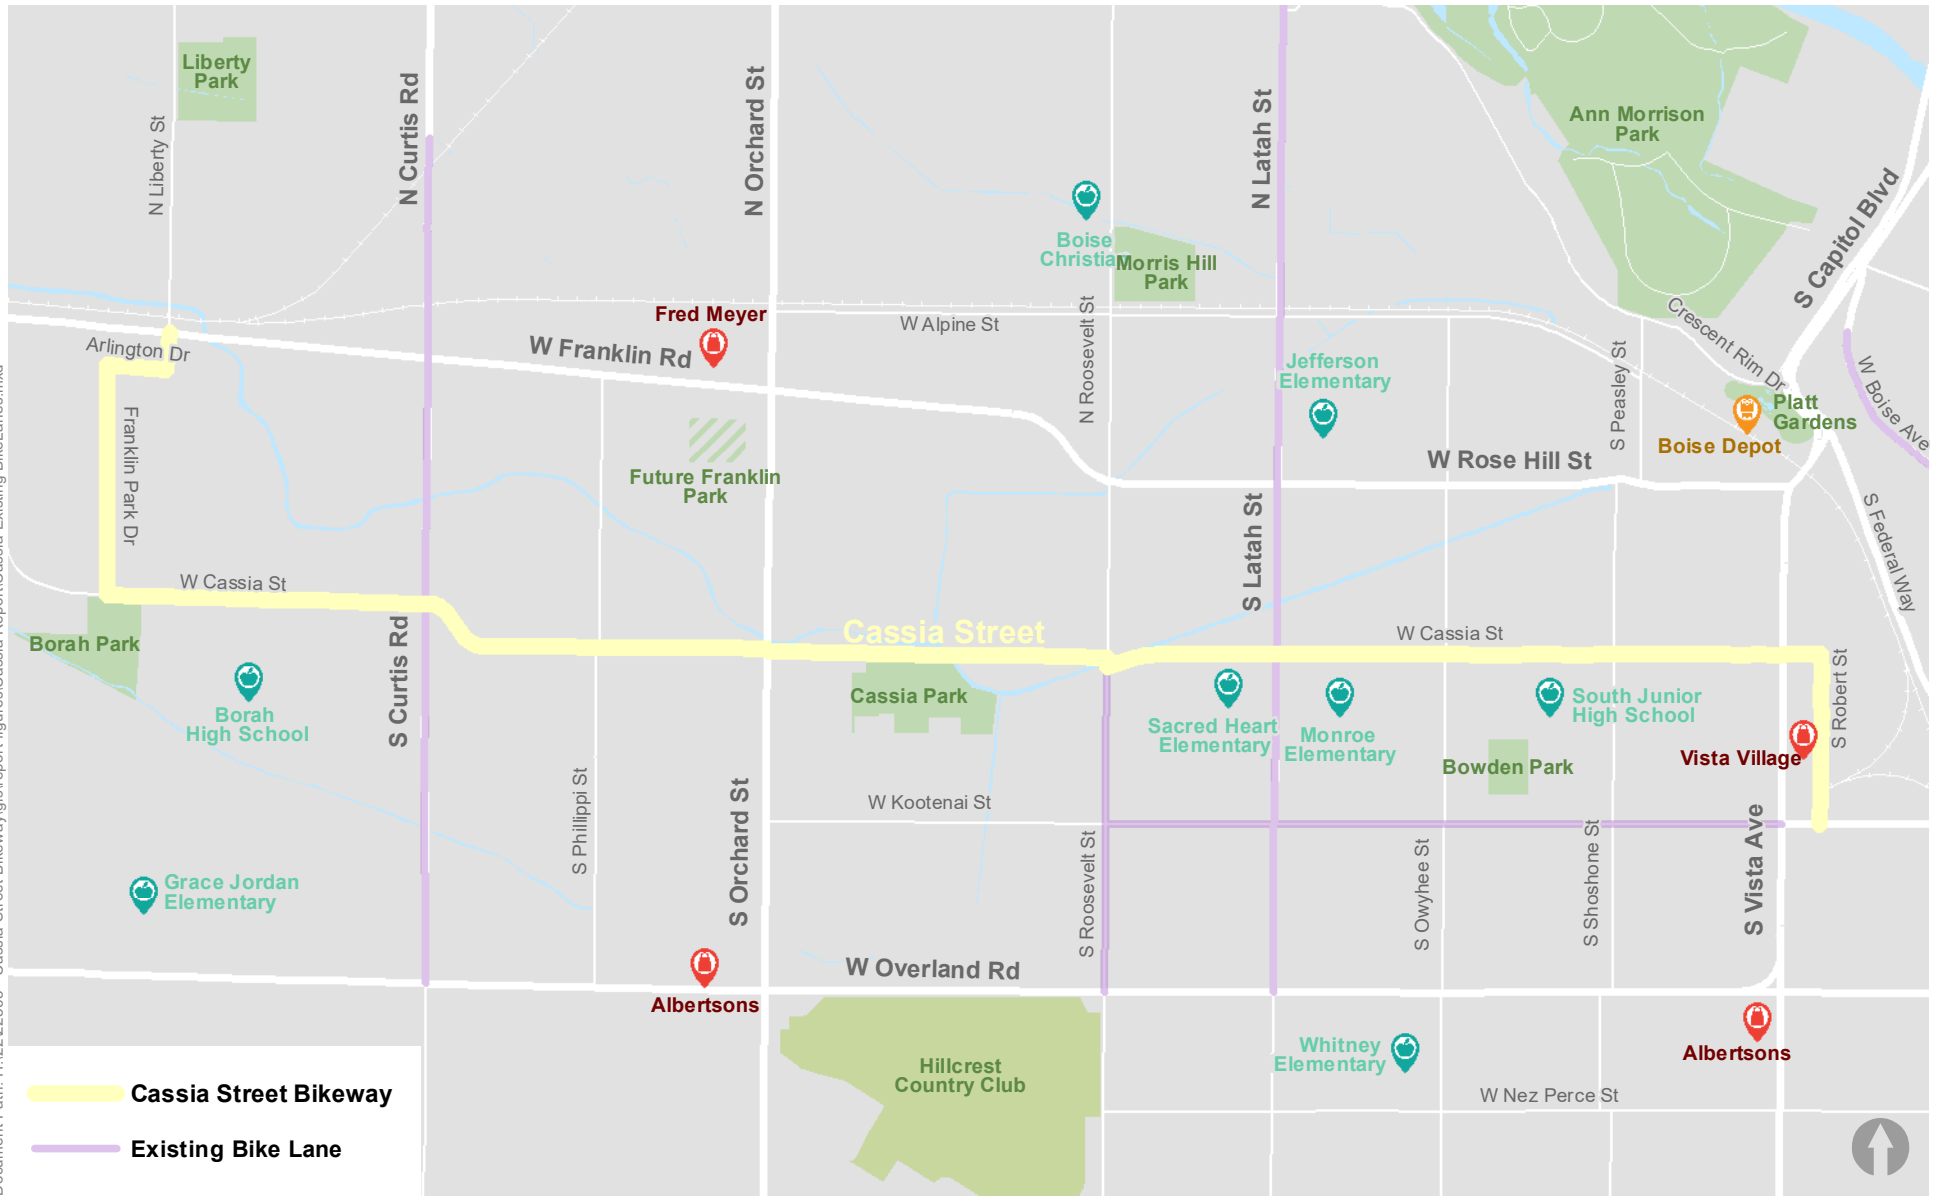 Liberty
Park
N Liberty St
N Curtis Rd
N Orchard St
N Latah St
Ann Morrison
Park
S Capitol Blvd
Boise
Christian
Morris Hill
Park
Fred Meyer
W Alpine St
N Roosevelt St
Arlington Dr
W Franklin Rd
Jefferson
Elementary
S Peasley St
Crescent Rim Dr
W Boise Ave
Platt
Gardens
Boise Depot
Franklin Park Dr
Future Franklin
Park
W Rose Hill St
S Latah St
S Federal Way
W Cassia St
Cassia Street
W Cassia St
Borah Park
S Curtis Rd
Borah
High School
Cassia Park
Sacred Heart
Elementary
Monroe
Elementary
South Junior
High School
S Robert St
Vista Village
Bowden Park
W Kootenai St
S Phillippi St
S Orchard St
S Roosevelt St
S Owyhee St
S Shoshone St
S Vista Ave
Grace Jordan
Elementary
W Overland Rd
Albertsons
Albertsons
Hillcrest
Country Club
Whitney
Elementary
W Nez Perce St
Cassia Street Bikeway
Existing Bike Lane